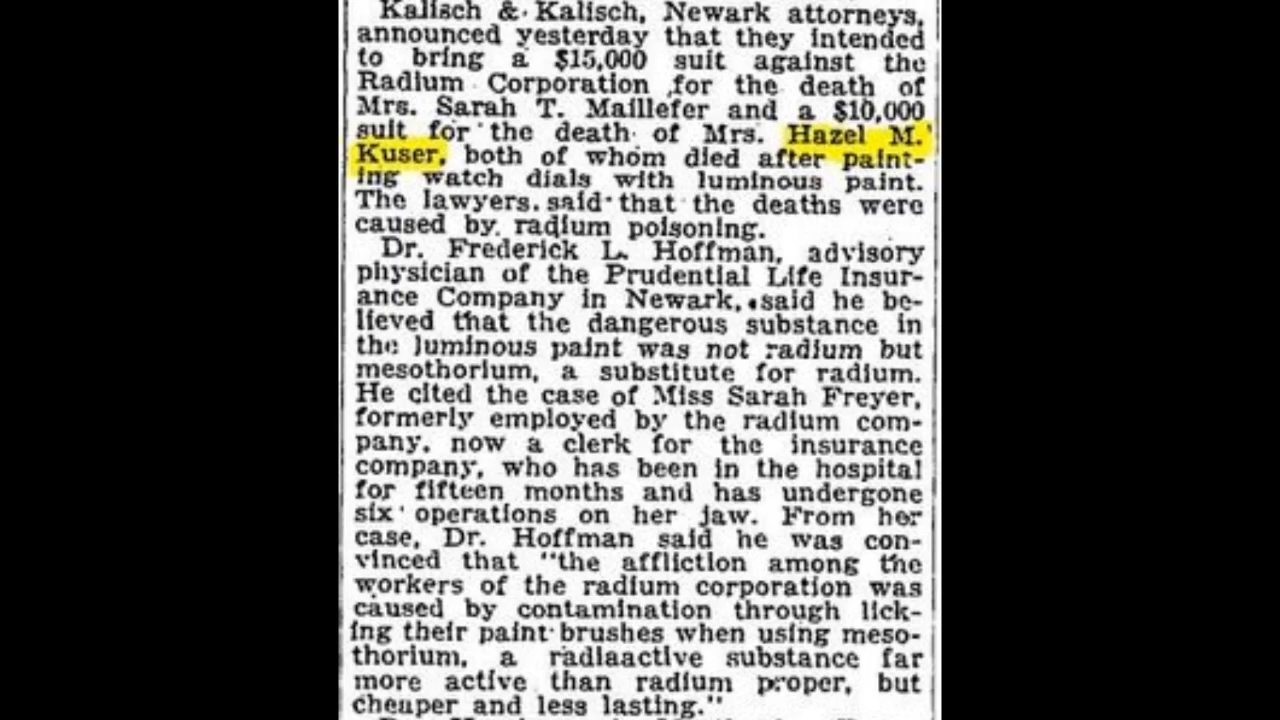 Kalisch & Kalisch, Newark attorneys,
announced yesterday that they intended
to bring a $15,000 suit against the
Radium Corporation for the death of
Mrs. Sarah T. Maillefer and a $10,000
suit for the death of Mrs. Hazel M.
Kuser, both of whom died after paint-
ing watch dials with luminous paint.
The lawyers said that the deaths were
caused by radium poisoning.
Dr. Frederick L. Hoffman, advisory
physician of the Prudential Life Insur-
ance Company in Newark, said he be-
lieved that the dangerous substance in
the luminous paint was not radium but
mesothorium, a substitute for radium.
He cited the case of Miss Sarah Freyer,
formerly employed by the radium com-
pany, now a clerk for the insurance
company, who has been in the hospital
for fifteen months and has undergone
six operations on her jaw. From her
case, Dr. Hoffman said he was con-
vinced that "the affliction among the
workers of the radium corporation was
caused by contamination through lick-
ing their paint brushes when using meso-
thorium, a radiaactive substance far
more active than radium proper, but
cheaper and less lasting."